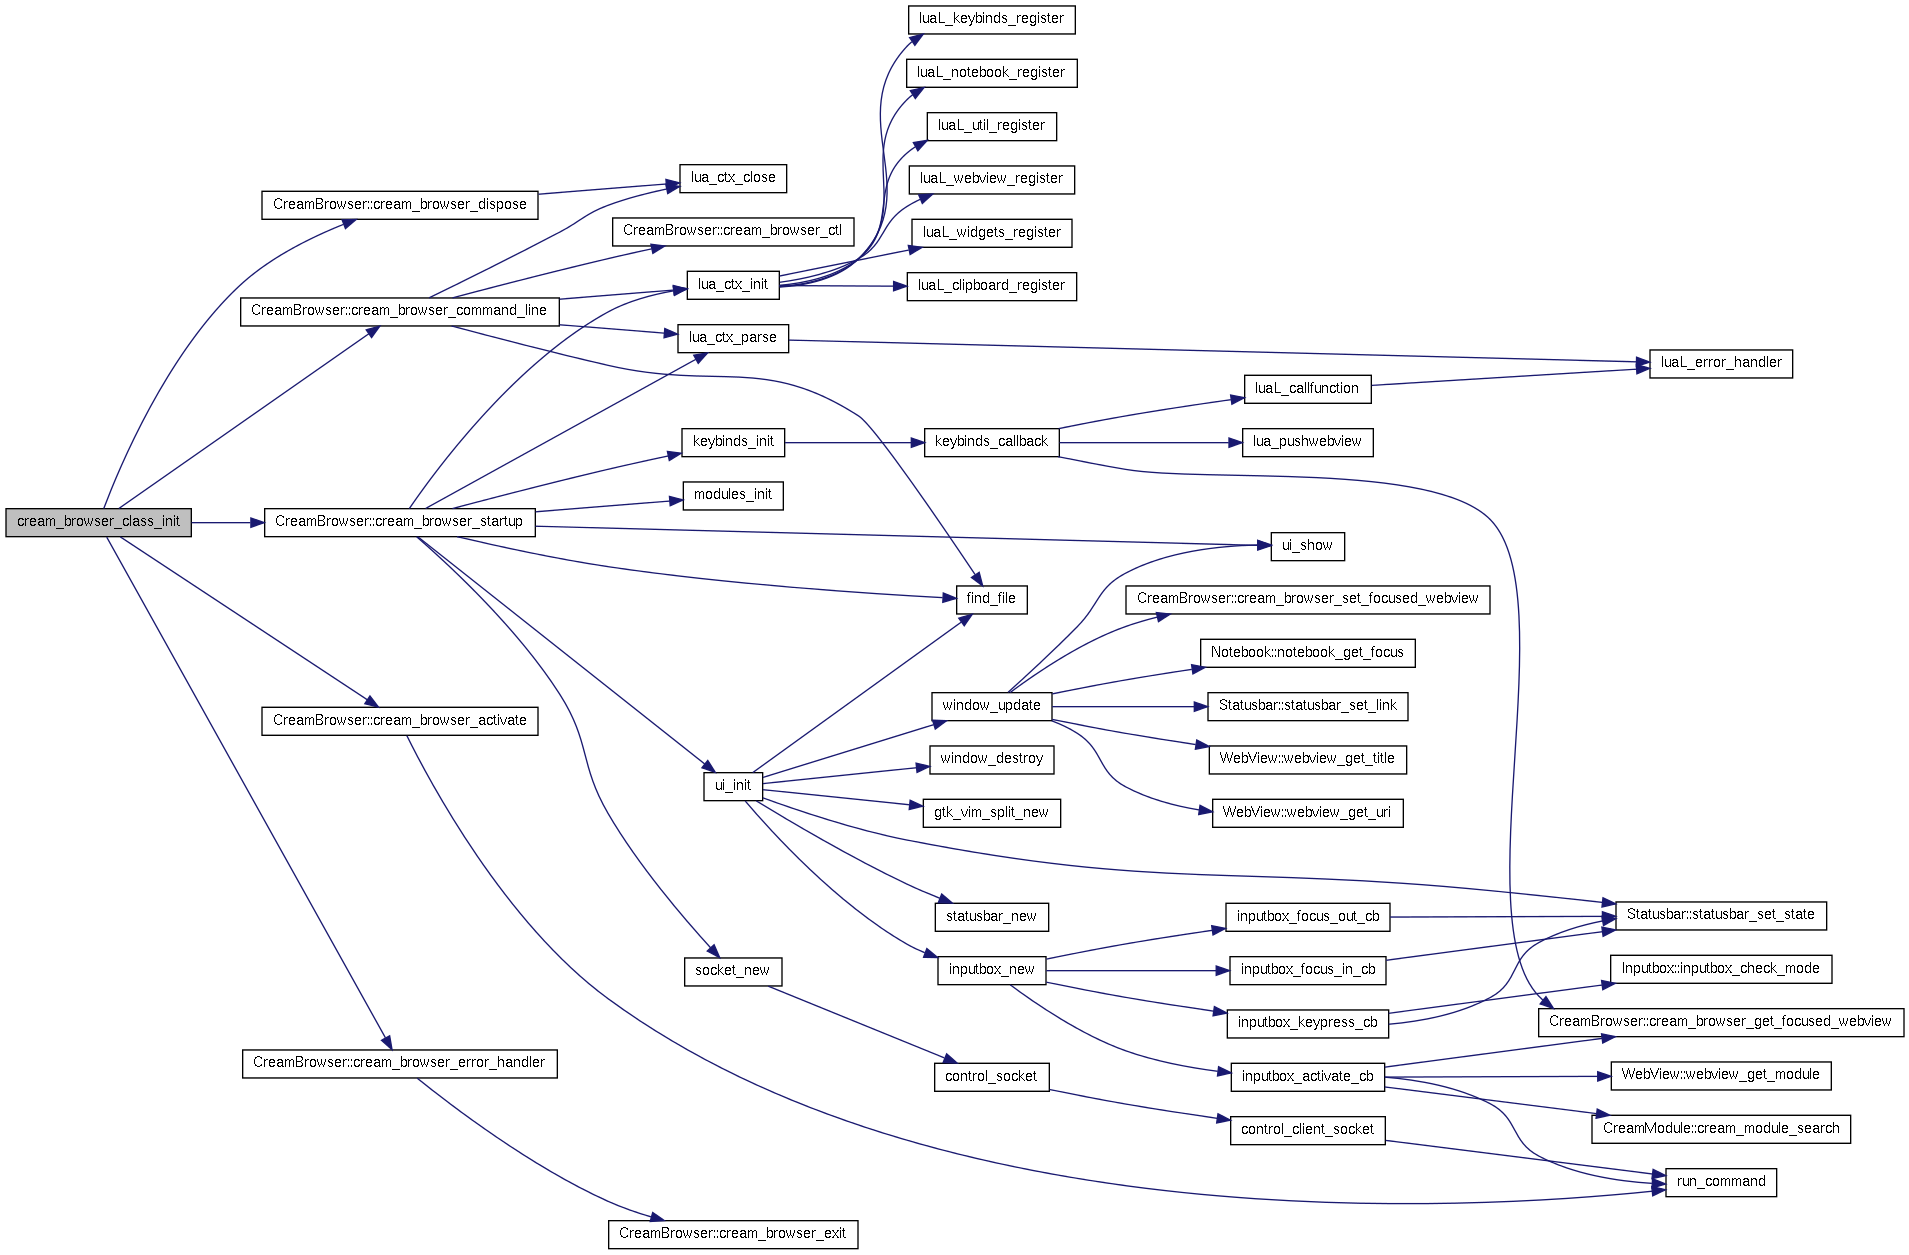 luaL_keybinds_register
luaL_notebook_register
luaL_util_register
lua_ctx_close
luaL_webview_register
CreamBrowser::cream_browser_dispose
CreamBrowser::cream_browser_ctl
luaL_widgets_register
lua_ctx_init
luaL_clipboard_register
CreamBrowser::cream_browser_command_line
lua_ctx_parse
luaL_error_handler
luaL_callfunction
keybinds_init
keybinds_callback
lua_pushwebview
modules_init
cream_browser_class_init
CreamBrowser::cream_browser_startup
ui_show
find_file
CreamBrowser::cream_browser_set_focused_webview
Notebook::notebook_get_focus
window_update
Statusbar::statusbar_set_link
CreamBrowser::cream_browser_activate
window_destroy
WebView::webview_get_title
ui_init
gtk_vim_split_new
WebView::webview_get_uri
statusbar_new
inputbox_focus_out_cb
Statusbar::statusbar_set_state
socket_new
inputbox_new
inputbox_focus_in_cb
Inputbox::inputbox_check_mode
inputbox_keypress_cb
CreamBrowser::cream_browser_get_focused_webview
CreamBrowser::cream_browser_error_handler
control_socket
inputbox_activate_cb
WebView::webview_get_module
control_client_socket
CreamModule::cream_module_search
run_command
CreamBrowser::cream_browser_exit